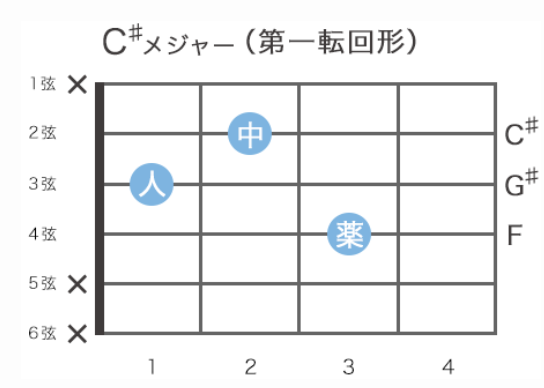 C♯メジャー（第一転回形）
1弦 ×
2弦 中 C♯
3弦 人 G♯
4弦 薬 F
5弦 ×
6弦 ×
1 2 3 4